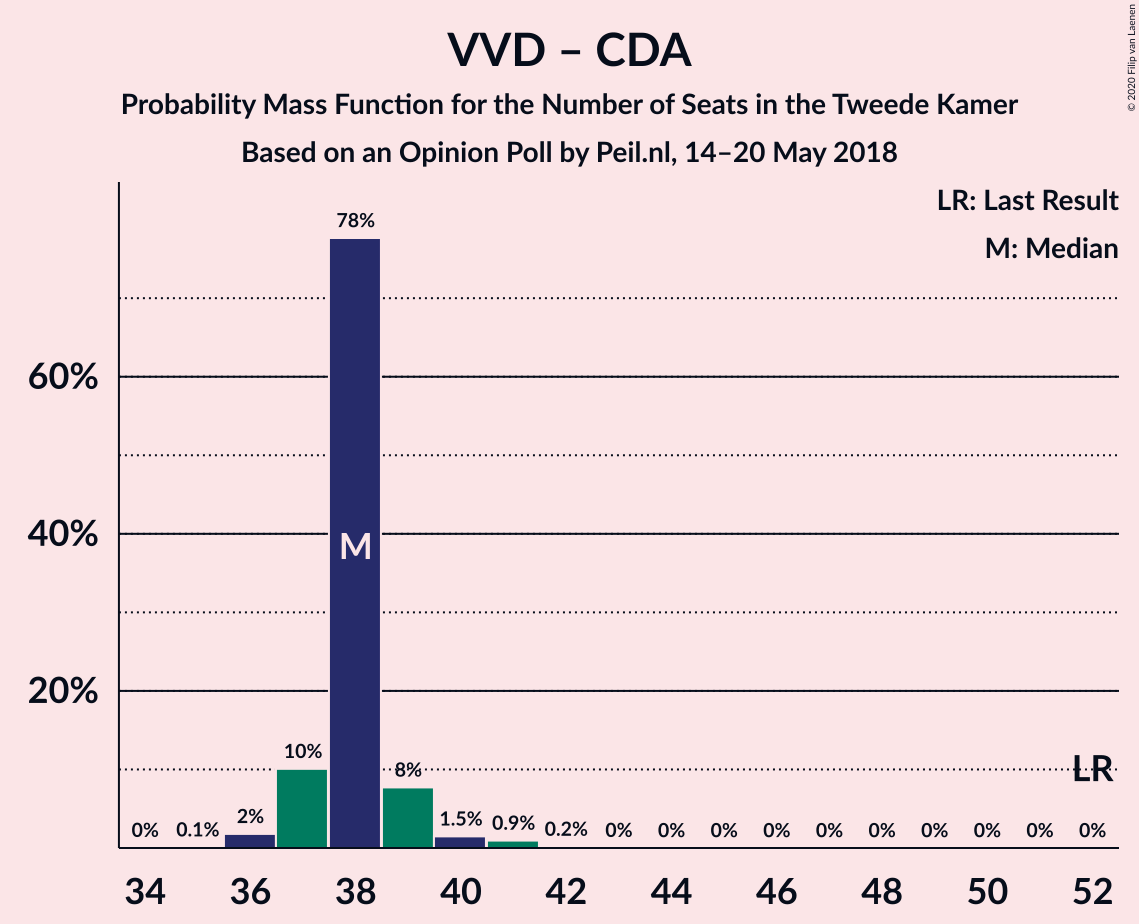 VVD – CDA
Probability Mass Function for the Number of Seats in the Tweede Kamer
Based on an Opinion Poll by Peil.nl, 14–20 May 2018
© 2020 Filip van Laenen
LR: Last Result
M: Median
78%
60%
40%
M
20%
10%
8%
LR
0% 0.1% 2% 1.5% 0.9% 0.2% 0% 0% 0% 0% 0% 0% 0% 0% 0% 0%
34 36 38 40 42 44 46 48 50 52